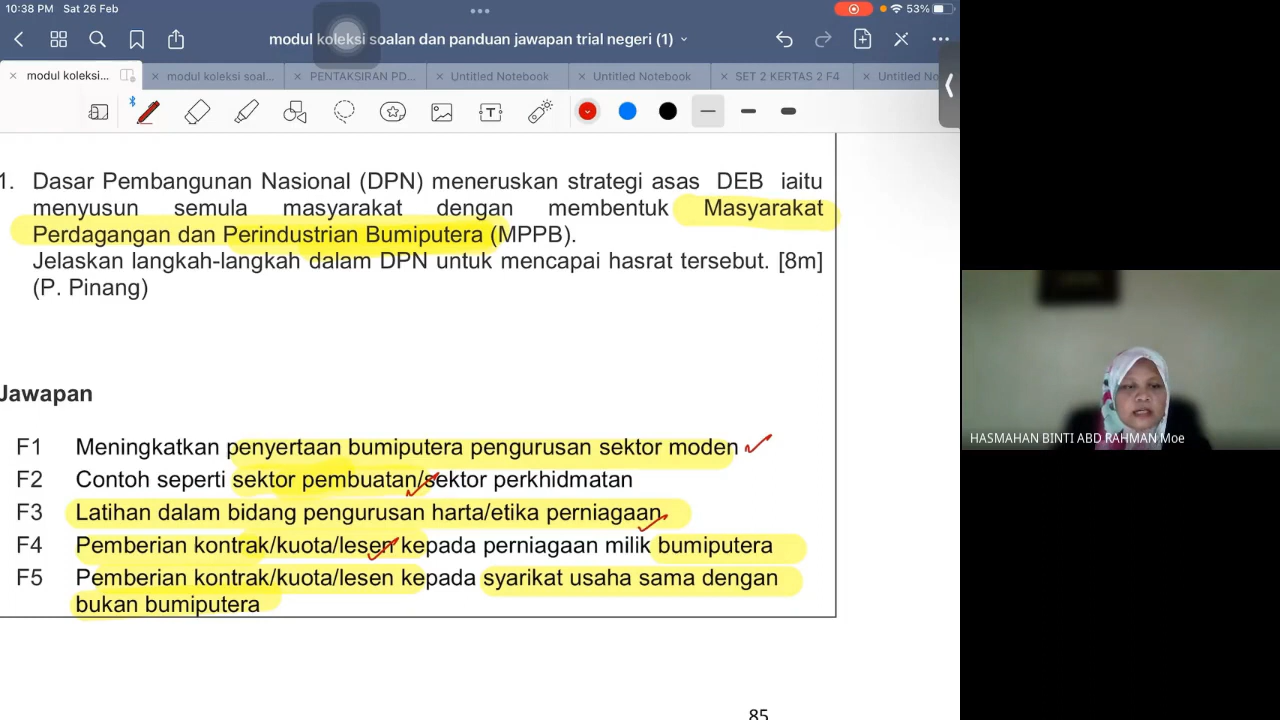 10:38 PM Sat 26 Feb
53%
modul koleksi soalan dan panduan jawapan trial negeri (1)
modul koleksi...
modul koleksi soal...
PENTAKSIRAN PD...
Untitled Notebook
Untitled Notebook
SET 2 KERTAS 2 F4
Untitled No
1. Dasar Pembangunan Nasional (DPN) meneruskan strategi asas DEB iaitu
menyusun semula masyarakat dengan membentuk Masyarakat
Perdagangan dan Perindustrian Bumiputera (MPPB).
Jelaskan langkah-langkah dalam DPN untuk mencapai hasrat tersebut. [8m]
(P. Pinang)
Jawapan
F1 Meningkatkan penyertaan bumiputera pengurusan sektor moden
F2 Contoh seperti sektor pembuatan/sektor perkhidmatan
F3 Latihan dalam bidang pengurusan harta/etika perniagaan
F4 Pemberian kontrak/kuota/lesen kepada perniagaan milik bumiputera
F5 Pemberian kontrak/kuota/lesen kepada syarikat usaha sama dengan
bukan bumiputera
85
HASMAHAN BINTI ABD RAHMAN Moe